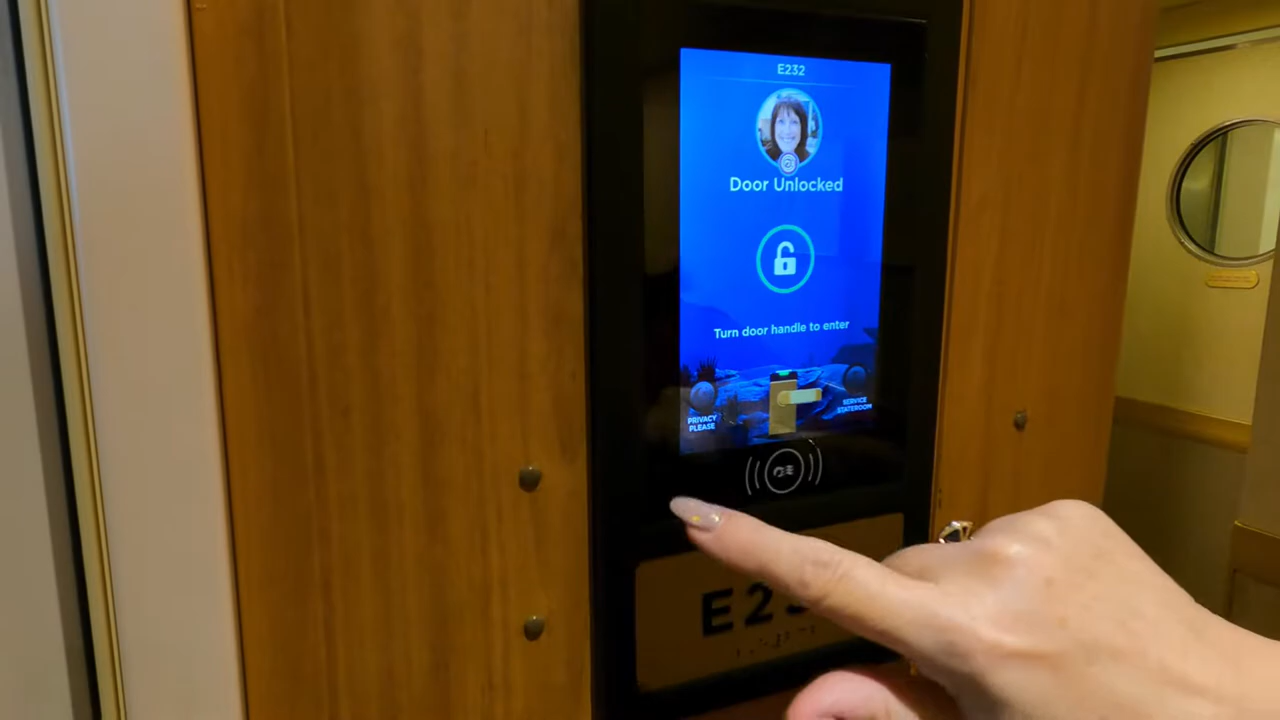 E232
Door Unlocked
Turn door handle to enter
PRIVACY
PLEASE
SERVICE
STATEROOM
E23